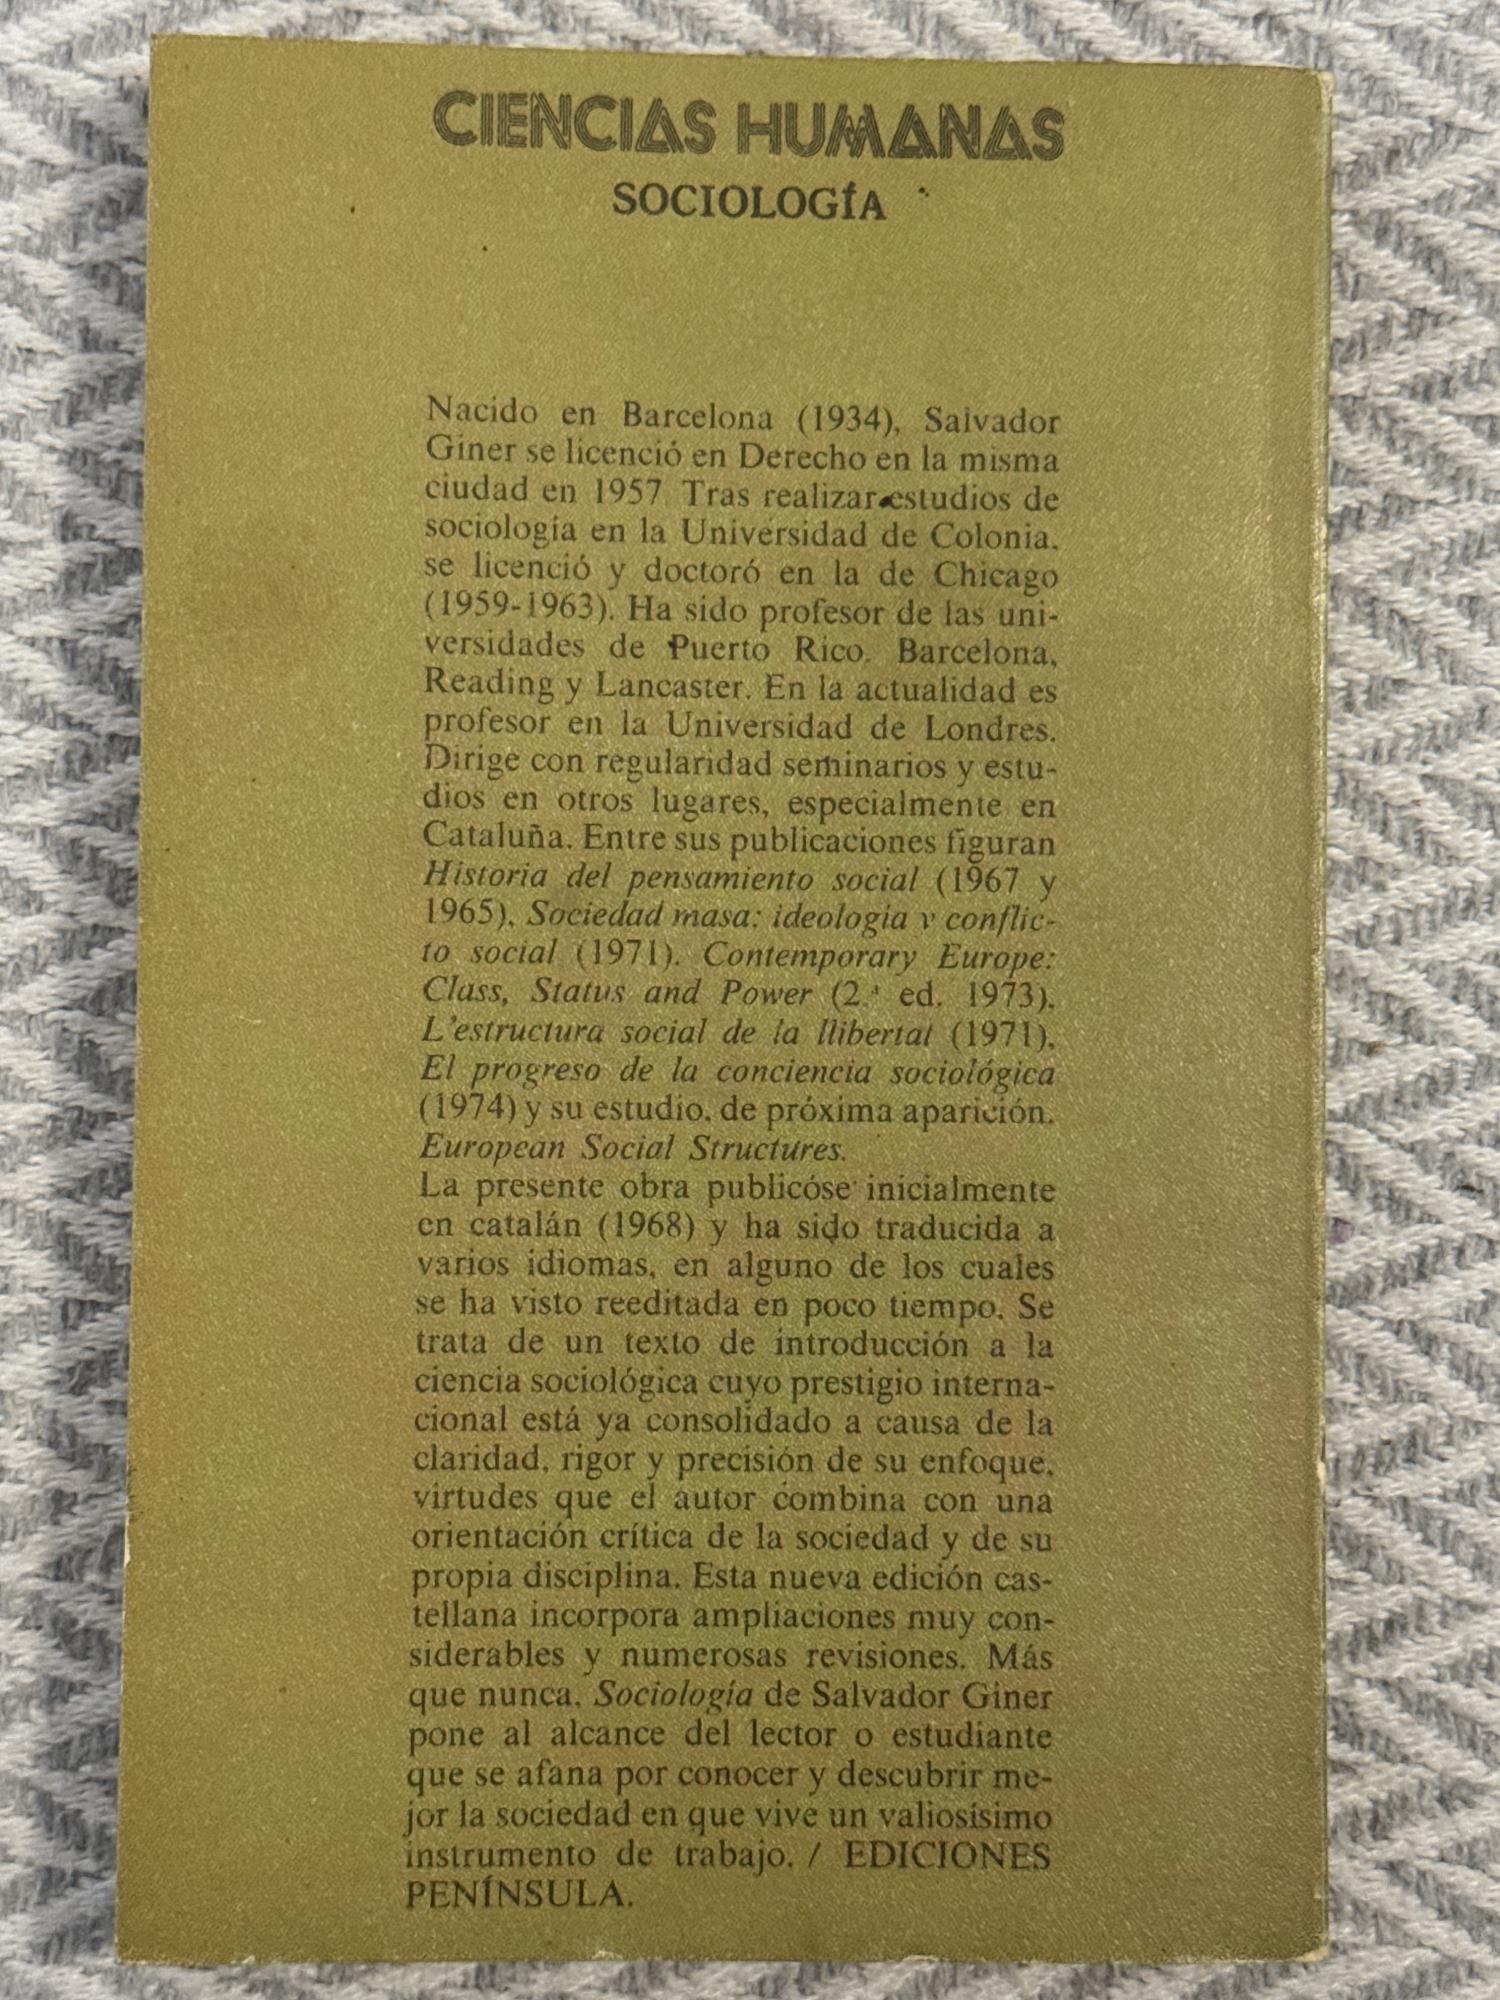 CIENCIAS HUMANAS
SOCIOLOGÍA
Nacido en Barcelona (1934), Salvador
Giner se licenció en Derecho en la misma
ciudad en 1957 Tras realizar estudios de
sociología en la Universidad de Colonia,
se licenció y doctoró en la de Chicago
(1959-1963). Ha sido profesor de las uni-
versidades de Puerto Rico. Barcelona,
Reading y Lancaster. En la actualidad es
profesor en la Universidad de Londres.
Dirige con regularidad seminarios y estu-
dios en otros lugares, especialmente en
Cataluña. Entre sus publicaciones figuran
Historia del pensamiento social (1967 y
1965), Sociedad masa: ideología y conflic-
to social (1971). Contemporary Europe:
Class, Status and Power (2.ª ed. 1973),
L'estructura social de la llibertat (1971),
El progreso de la conciencia sociológica
(1974) y su estudio, de próxima aparición,
European Social Structures.
La presente obra publicóse inicialmente
en catalán (1968) y ha sido traducida a
varios idiomas, en alguno de los cuales
se ha visto reeditada en poco tiempo. Se
trata de un texto de introducción a la
ciencia sociológica cuyo prestigio interna-
cional está ya consolidado a causa de la
claridad, rigor y precisión de su enfoque,
virtudes que el autor combina con una
orientación crítica de la sociedad y de su
propia disciplina. Esta nueva edición cas-
tellana incorpora ampliaciones muy con-
siderables y numerosas revisiones. Más
que nunca, Sociología de Salvador Giner
pone al alcance del lector o estudiante
que se afana por conocer y descubrir me-
jor la sociedad en que vive un valiosísimo
instrumento de trabajo. / EDICIONES
PENÍNSULA.